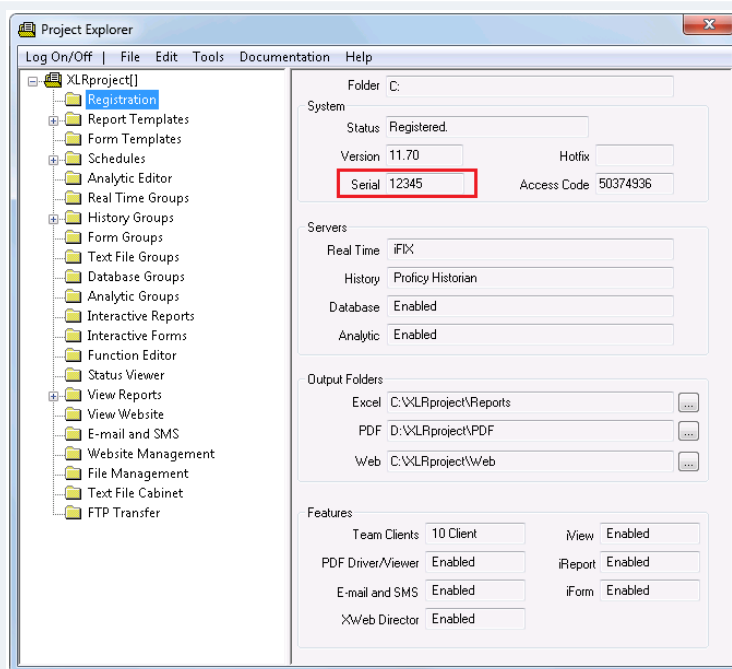 Project Explorer
Log On/Off | File Edit Tools Documentation Help
XLRproject[]
Registration
Report Templates
Form Templates
Schedules
Analytic Editor
Real Time Groups
History Groups
Form Groups
Text File Groups
Database Groups
Analytic Groups
Interactive Reports
Interactive Forms
Function Editor
Status Viewer
View Reports
View Website
E-mail and SMS
Website Management
File Management
Text File Cabinet
FTP Transfer
Folder C:
System
Status Registered.
Version 11.70 Hotfix
Serial 12345 Access Code 50374936
Servers
Real Time iFIX
History Proficy Historian
Database Enabled
Analytic Enabled
Output Folders
Excel C:\XLRproject\Reports ...
PDF D:\XLRproject\PDF ...
Web C:\XLRproject\Web ...
Features
Team Clients 10 Client iView Enabled
PDF Driver/Viewer Enabled iReport Enabled
E-mail and SMS Enabled iForm Enabled
XWeb Director Enabled